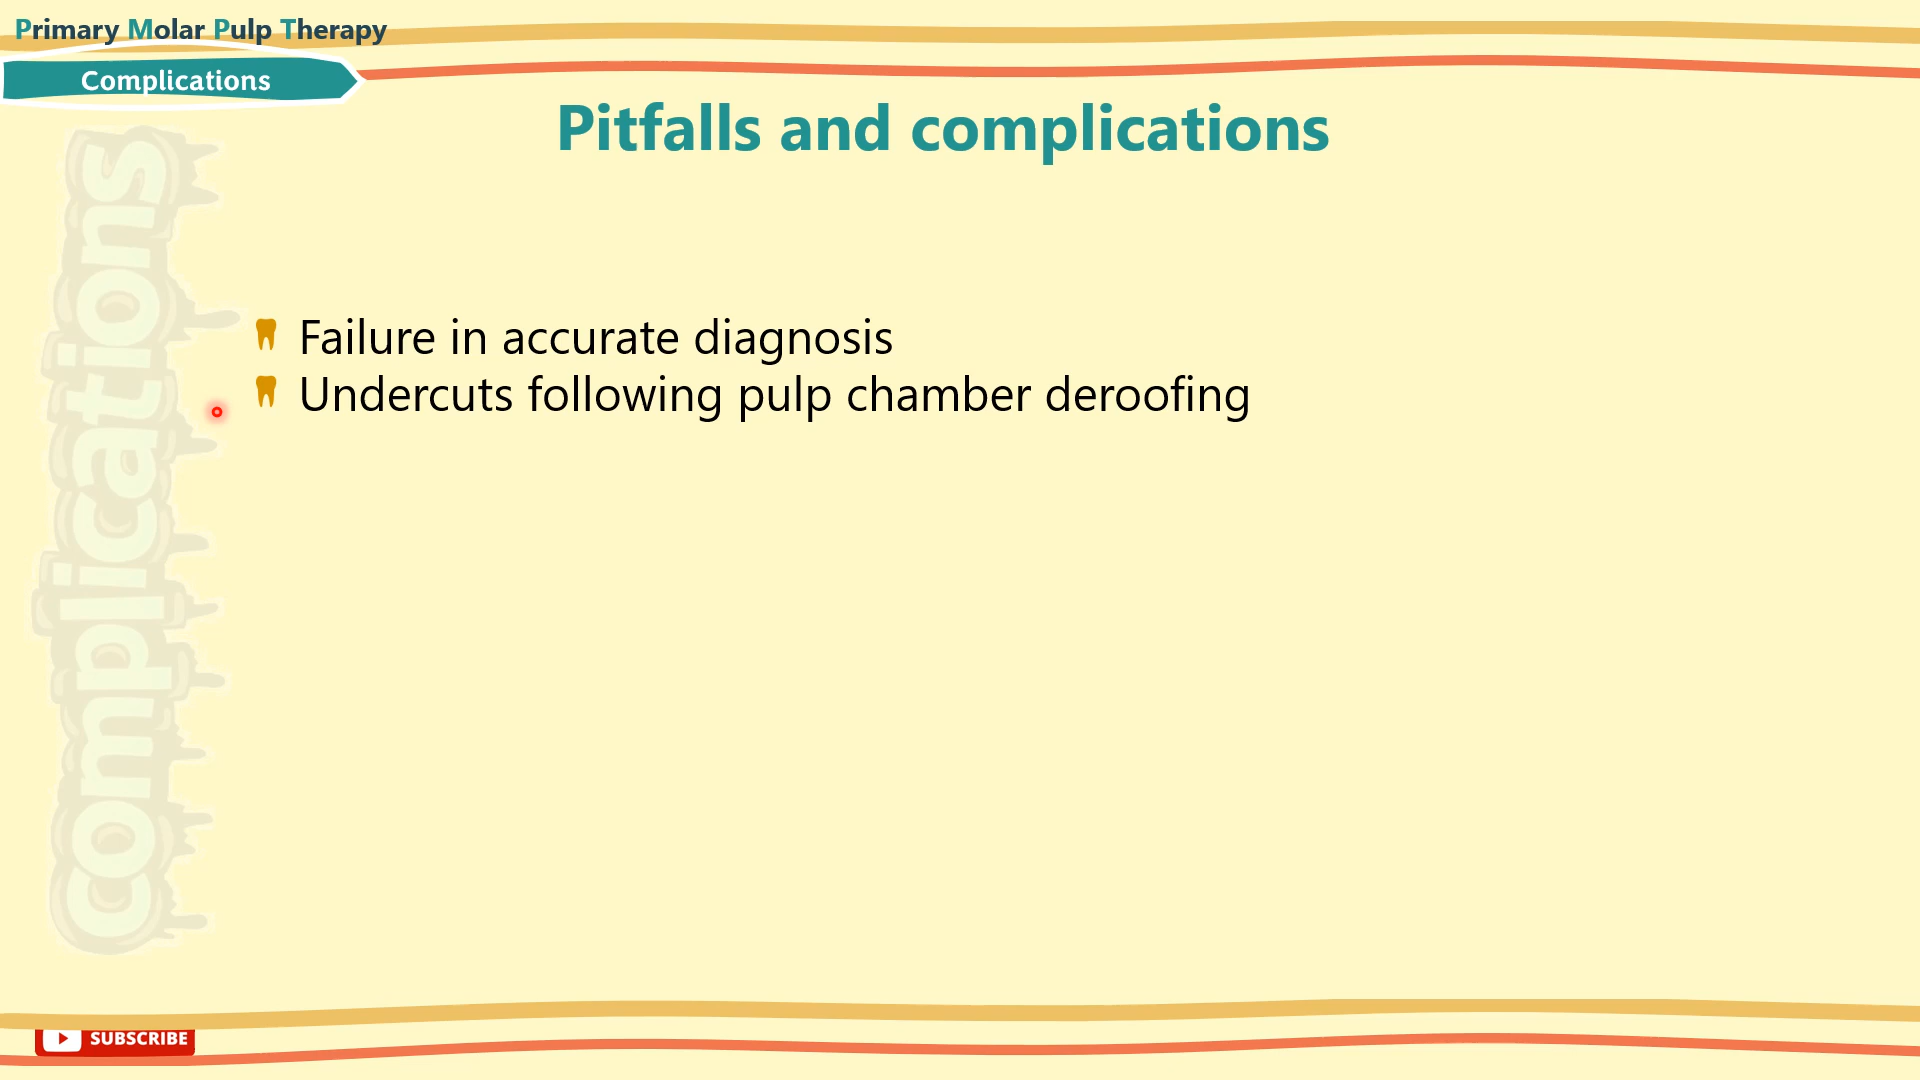 Primary Molar Pulp Therapy
Complications
Pitfalls and complications
complications
Failure in accurate diagnosis
Undercuts following pulp chamber deroofing
SUBSCRIBE